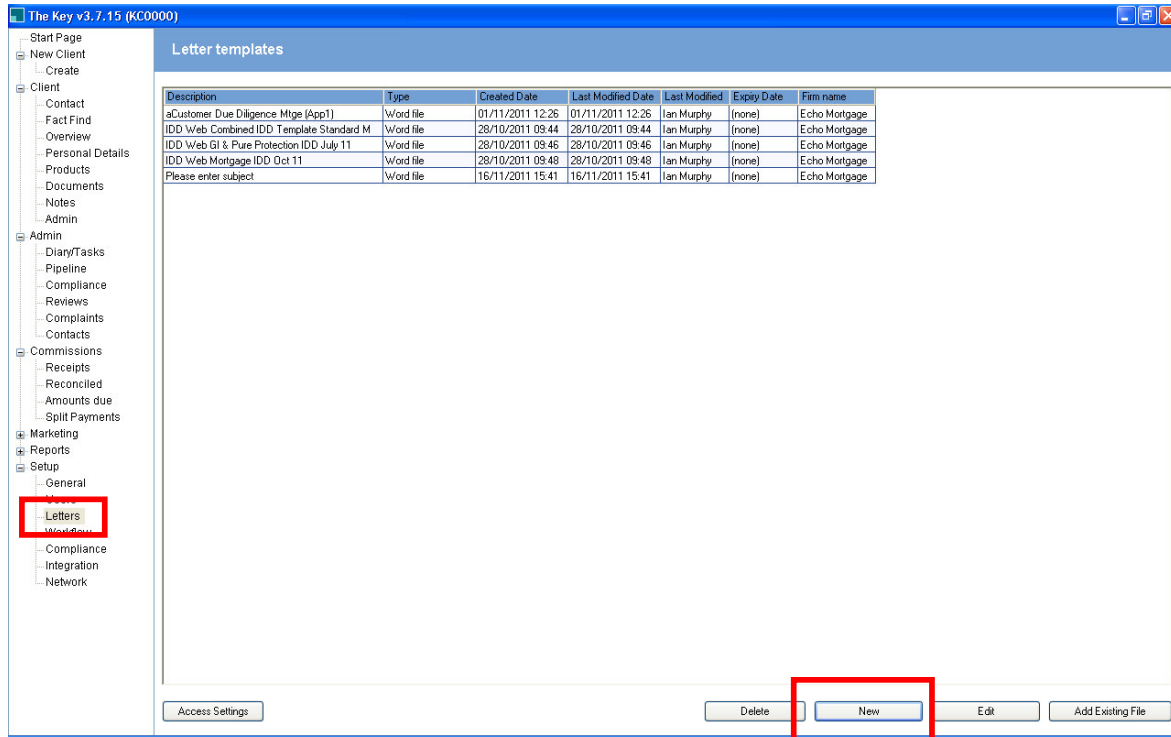 The Key v3.7.15 (KC0000)
Start Page
New Client
Create
Client
Contact
Fact Find
Overview
Personal Details
Products
Documents
Notes
Admin
Admin
Diary/Tasks
Pipeline
Compliance
Reviews
Complaints
Contacts
Commissions
Receipts
Reconciled
Amounts due
Split Payments
Marketing
Reports
Setup
General
Users
Letters
Workflow
Compliance
Integration
Network
Letter templates
Description Type Created Date Last Modified Date Last Modified Expiry Date Firm name
aCustomer Due Diligence Mtge (App1) Word file 01/11/2011 12:26 01/11/2011 12:26 Ian Murphy (none) Echo Mortgage
IDD Web Combined IDD Template Standard M Word file 28/10/2011 09:44 28/10/2011 09:44 Ian Murphy (none) Echo Mortgage
IDD Web GI & Pure Protection IDD July 11 Word file 28/10/2011 09:46 28/10/2011 09:46 Ian Murphy (none) Echo Mortgage
IDD Web Mortgage IDD Oct 11 Word file 28/10/2011 09:48 28/10/2011 09:48 Ian Murphy (none) Echo Mortgage
Please enter subject Word file 16/11/2011 15:41 16/11/2011 15:41 Ian Murphy (none) Echo Mortgage
Access Settings Delete New Edit Add Existing File